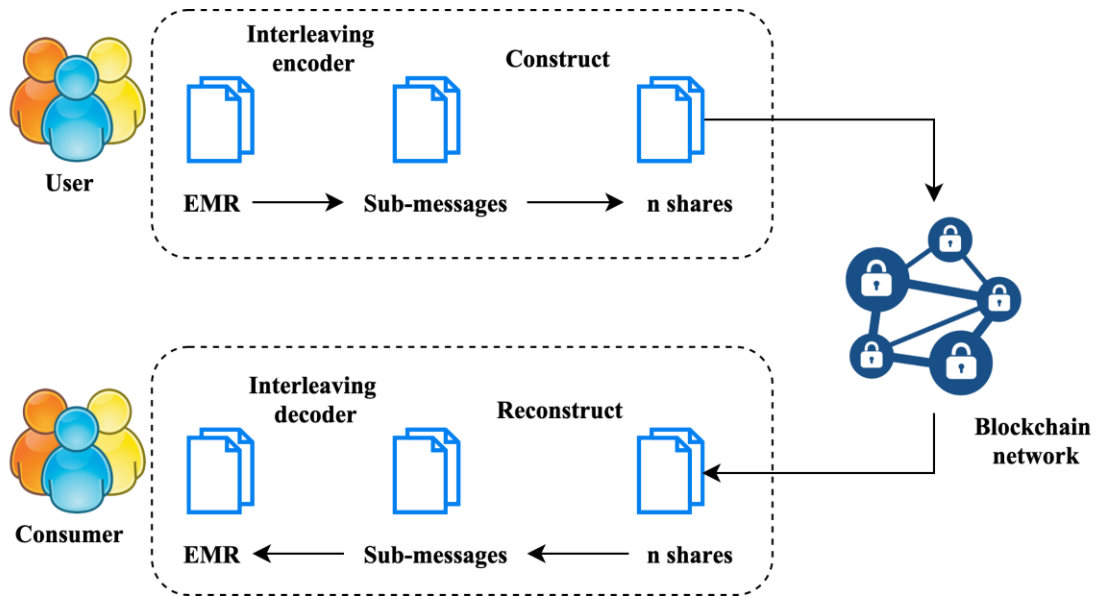 Interleaving
encoder
Construct
User
EMR
Sub-messages
n shares
Interleaving
decoder
Reconstruct
Blockchain
network
Consumer
EMR
Sub-messages
n shares